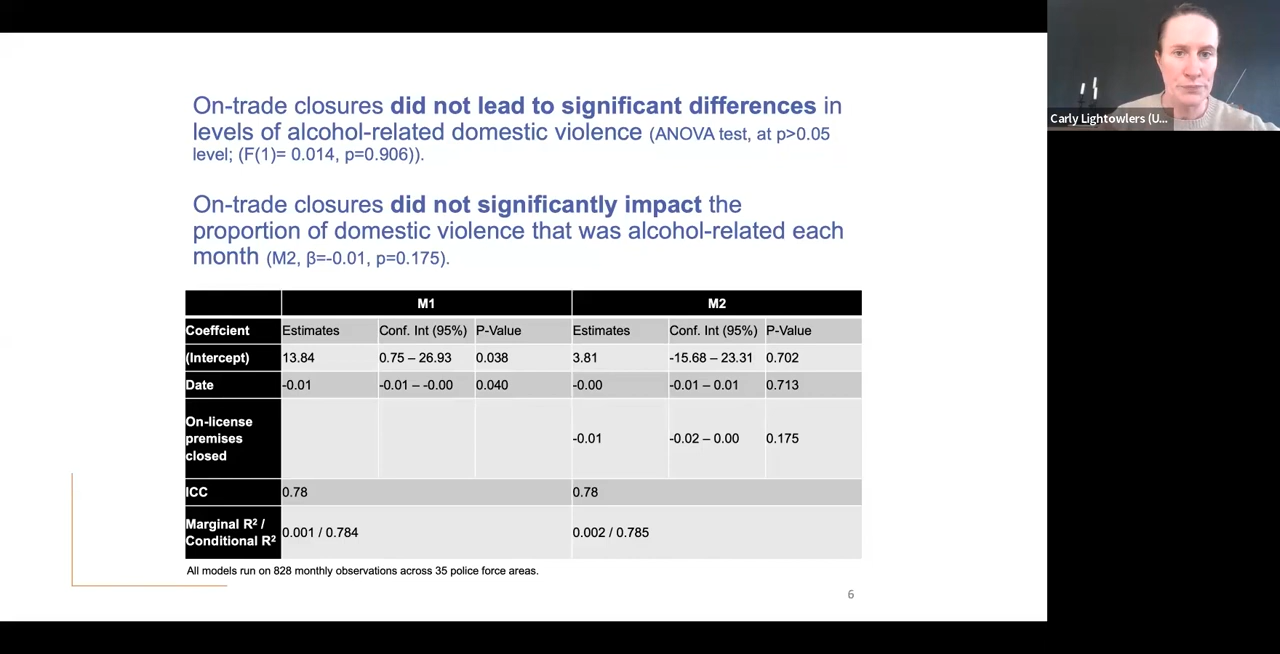 On-trade closures did not lead to significant differences in
levels of alcohol-related domestic violence (ANOVA test, at p>0.05
level; (F(1)= 0.014, p=0.906)).
On-trade closures did not significantly impact the
proportion of domestic violence that was alcohol-related each
month (M2, β=-0.01, p=0.175).
M1 M2
Coeffcient Estimates Conf. Int (95%) P-Value Estimates Conf. Int (95%) P-Value
(Intercept) 13.84 0.75 – 26.93 0.038 3.81 -15.68 – 23.31 0.702
Date -0.01 -0.01 – -0.00 0.040 -0.00 -0.01 – 0.01 0.713
On-license
premises
closed
-0.01 -0.02 – 0.00 0.175
ICC 0.78 0.78
Marginal R² /
Conditional R²
0.001 / 0.784 0.002 / 0.785
All models run on 828 monthly observations across 35 police force areas.
6
Carly Lightowlers (U...